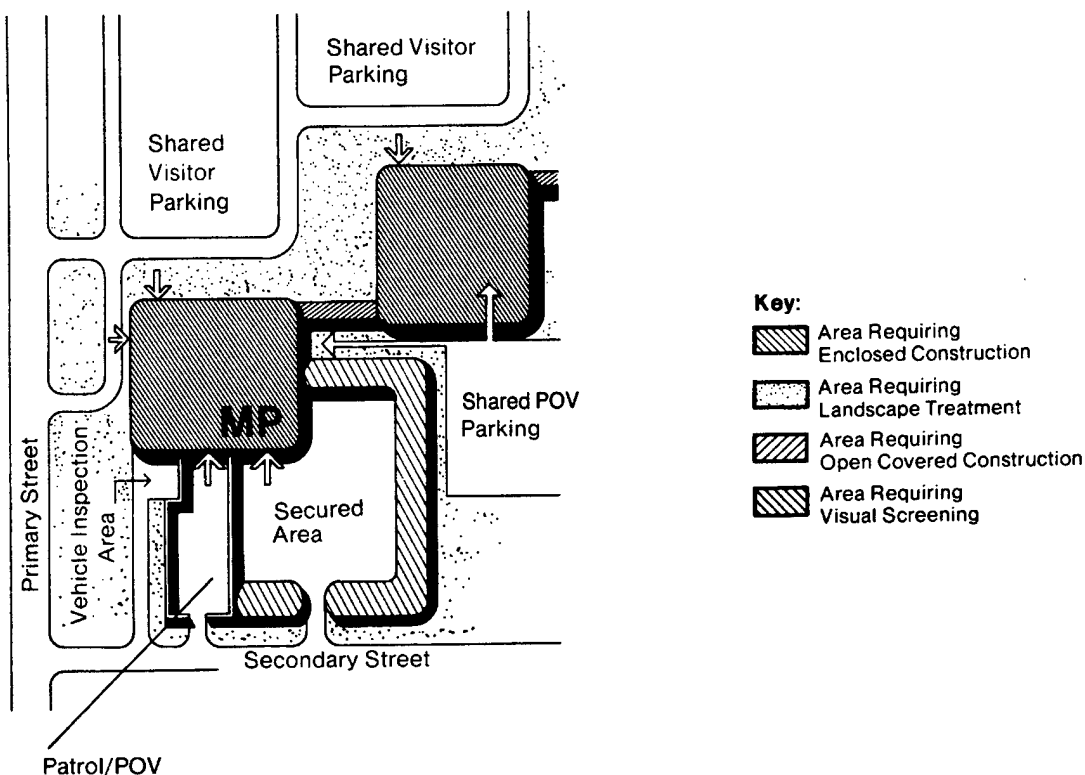 Shared Visitor
Parking
Shared
Visitor
Parking
MP
Shared POV
Parking
Secured
Area
Vehicle Inspection
Area
Primary Street
Secondary Street
Patrol/POV
Key:
Area Requiring
Enclosed Construction
Area Requiring
Landscape Treatment
Area Requiring
Open Covered Construction
Area Requiring
Visual Screening